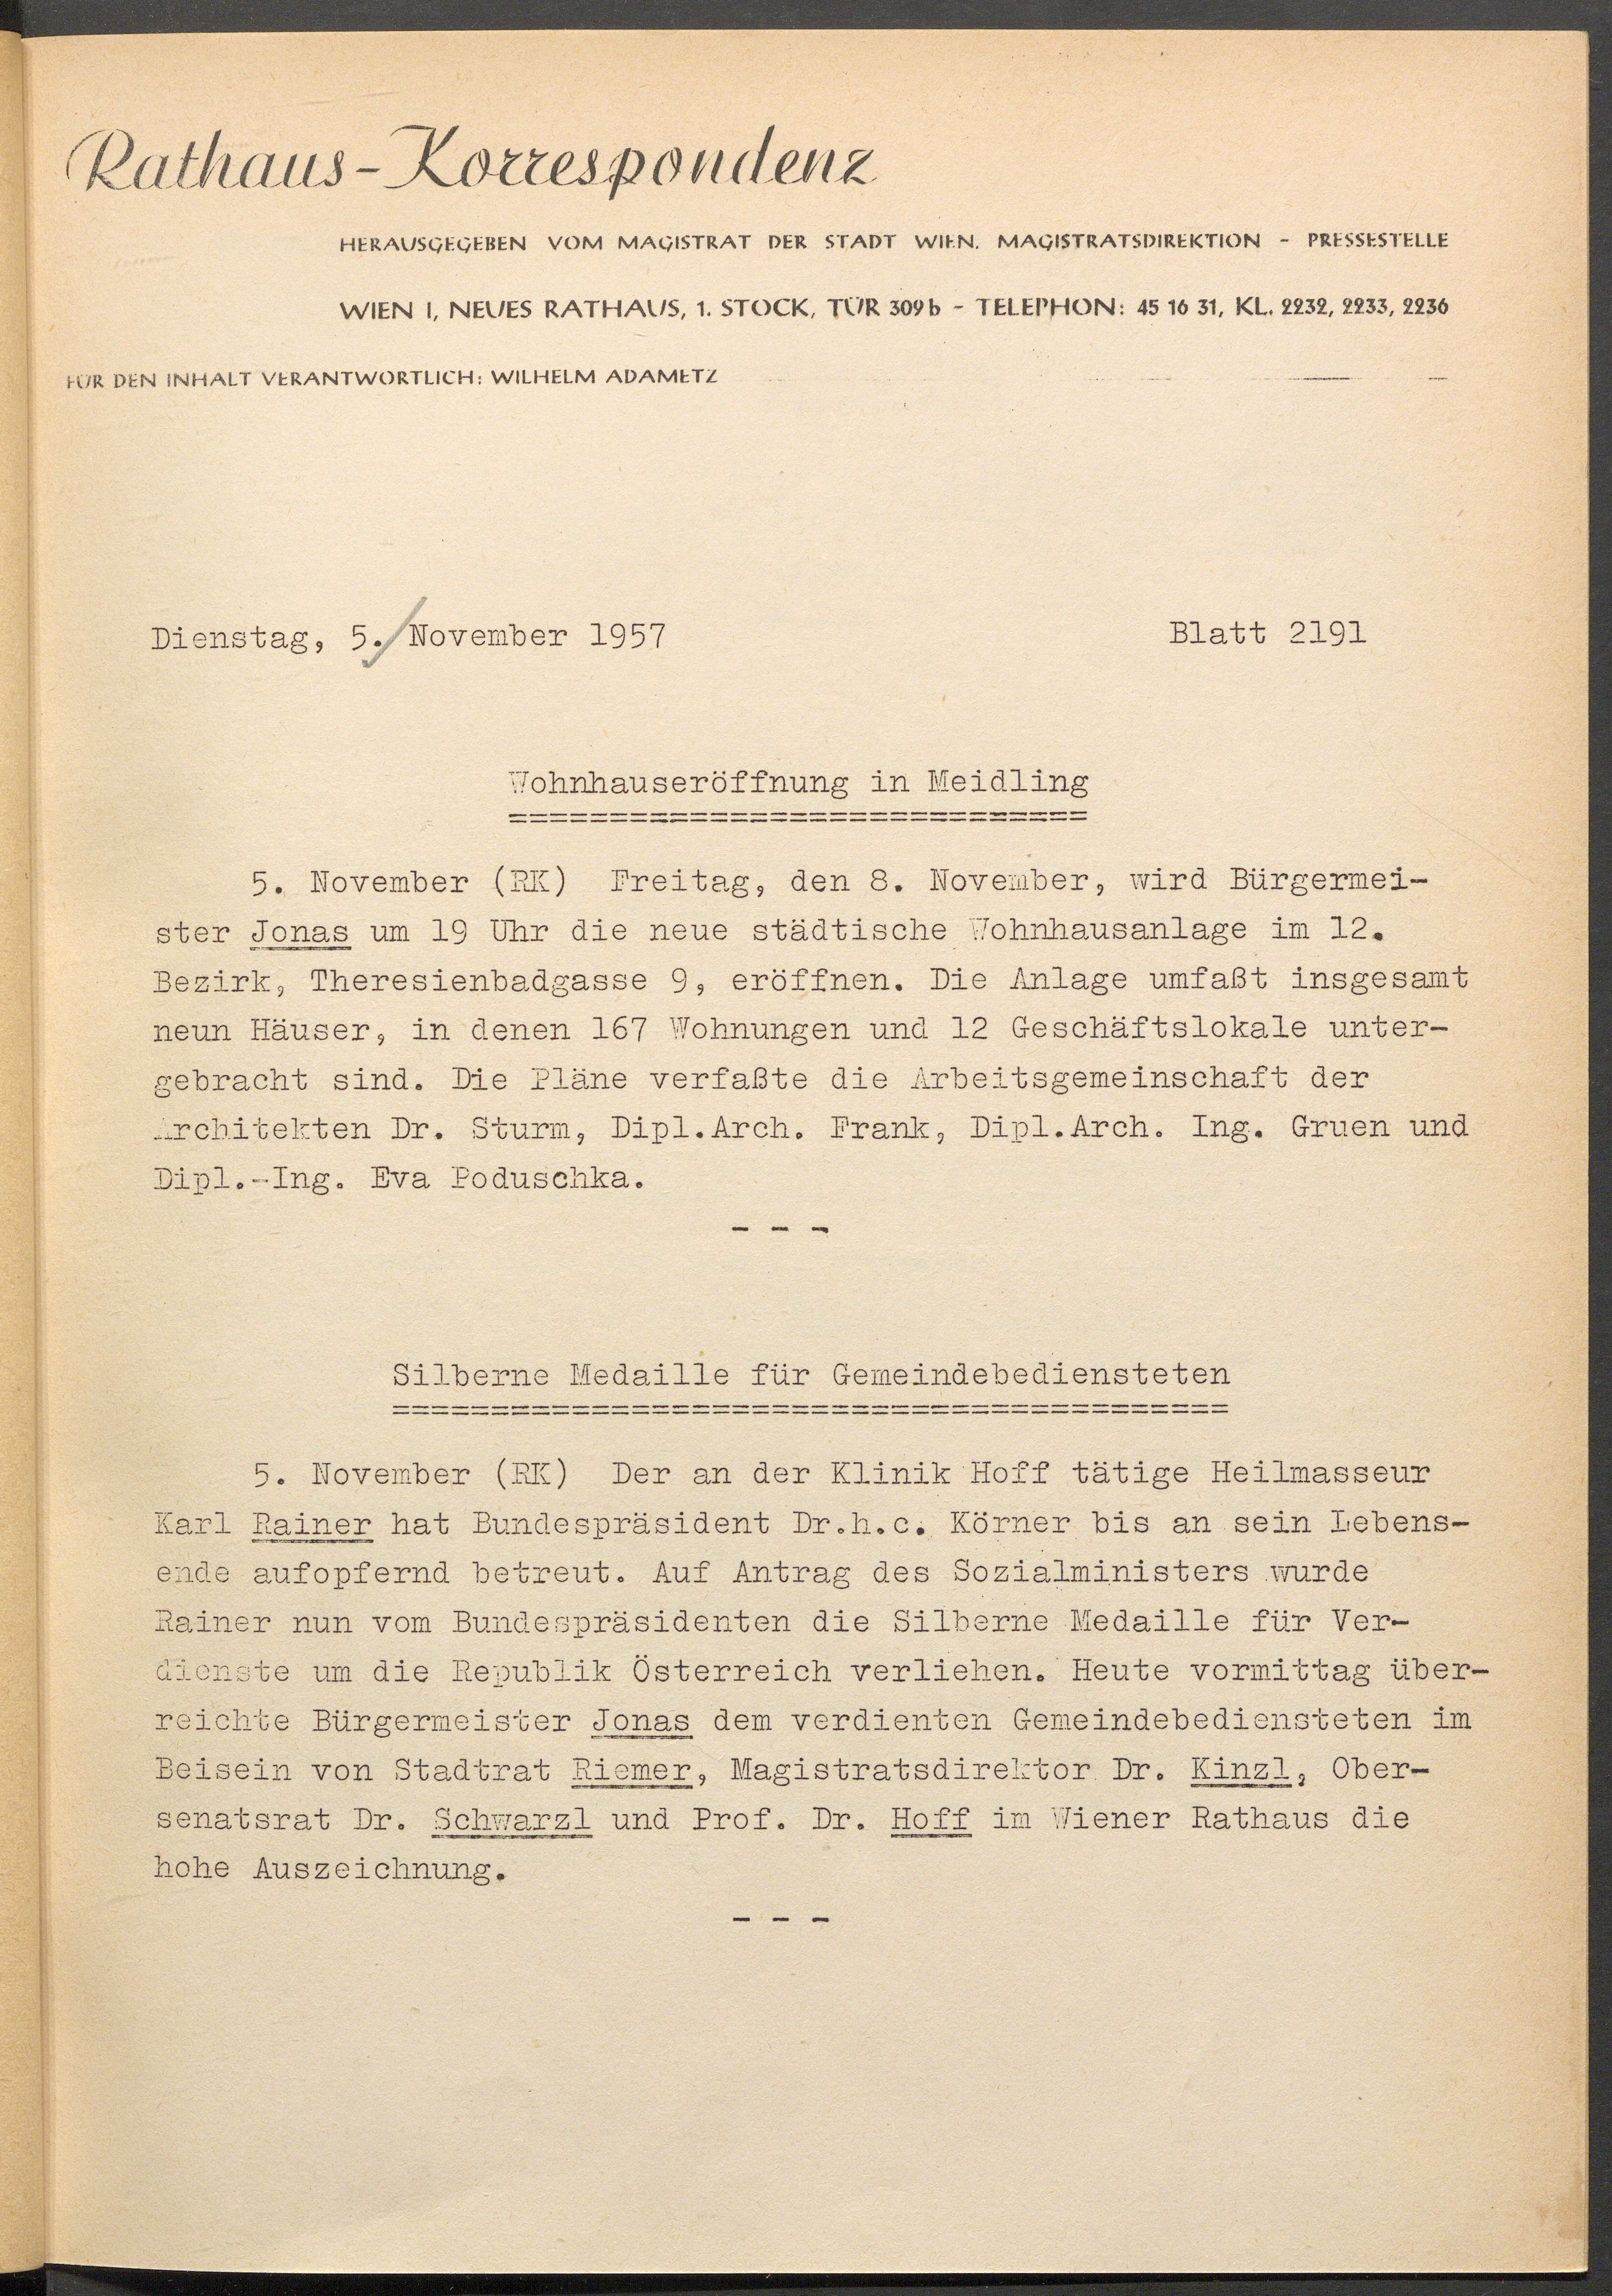 Rathaus-Korrespondenz
HERAUSGEGEBEN VOM MAGISTRAT DER STADT WIEN. MAGISTRATSDIREKTION - PRESSESTELLE
WIEN I, NEUES RATHAUS, 1. STOCK, TÜR 309b - TELEPHON: 45 16 31, KL. 2232, 2233, 2236
FÜR DEN INHALT VERANTWORTLICH: WILHELM ADAMETZ
Dienstag, 5. November 1957 Blatt 2191
Wohnhauseröffnung in Meidling
=============================
5. November (RK) Freitag, den 8. November, wird Bürgermei-
ster Jonas um 19 Uhr die neue städtische Wohnhausanlage im 12.
Bezirk, Theresienbadgasse 9, eröffnen. Die Anlage umfaßt insgesamt
neun Häuser, in denen 167 Wohnungen und 12 Geschäftslokale unter-
gebracht sind. Die Pläne verfaßte die Arbeitsgemeinschaft der
Architekten Dr. Sturm, Dipl.Arch. Frank, Dipl.Arch. Ing. Gruen und
Dipl.-Ing. Eva Poduschka.
- - -
Silberne Medaille für Gemeindebediensteten
==========================================
5. November (RK) Der an der Klinik Hoff tätige Heilmasseur
Karl Rainer hat Bundespräsident Dr.h.c. Körner bis an sein Lebens-
ende aufopfernd betreut. Auf Antrag des Sozialministers wurde
Rainer nun vom Bundespräsidenten die Silberne Medaille für Ver-
dienste um die Republik Österreich verliehen. Heute vormittag über-
reichte Bürgermeister Jonas dem verdienten Gemeindebediensteten im
Beisein von Stadtrat Riemer, Magistratsdirektor Dr. Kinzl, Ober-
senatsrat Dr. Schwarzl und Prof. Dr. Hoff im Wiener Rathaus die
hohe Auszeichnung.
- - -